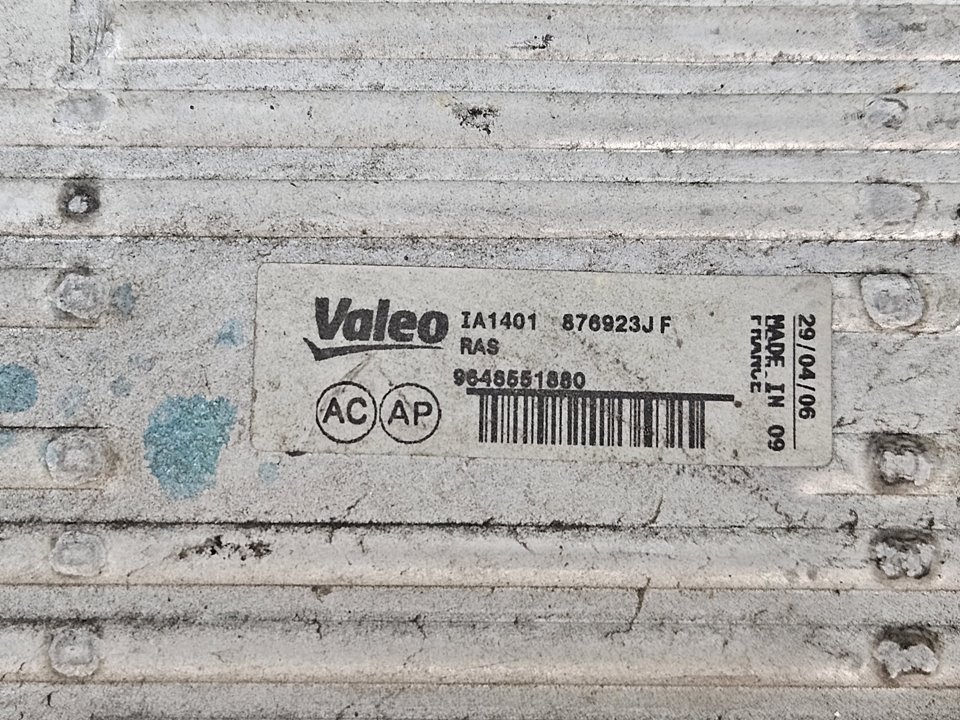 Valeo IA1401 876923J F
RAS
9648551880
AC AP
29/04/06
MADE IN 09
FRANCE